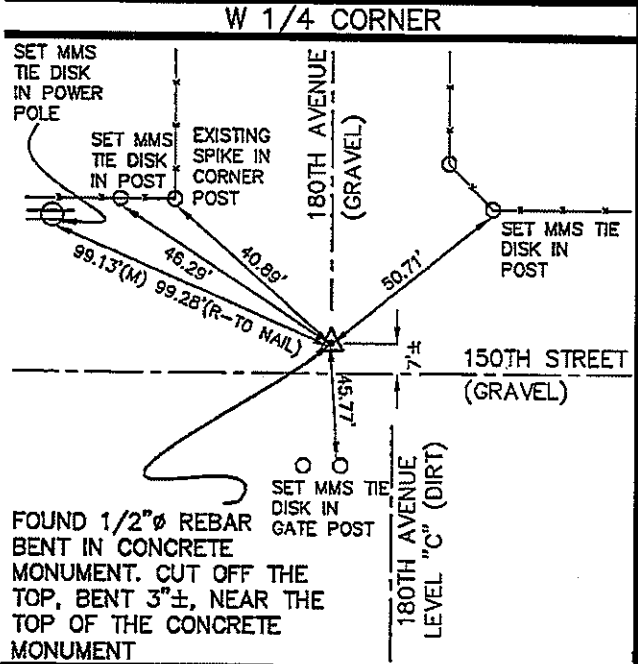 W 1/4 CORNER
SET MMS
TIE DISK
IN POWER
POLE
SET MMS
TIE DISK
IN POST
EXISTING
SPIKE IN
CORNER
POST
180TH AVENUE
(GRAVEL)
SET MMS TIE
DISK IN
POST
99.13'(M) 99.28'(R-TO NAIL)
46.29'
40.89'
50.71'
7'±
150TH STREET
(GRAVEL)
45.77'
SET MMS TIE
DISK IN
GATE POST
180TH AVENUE
LEVEL "C" (DIRT)
FOUND 1/2"ø REBAR
BENT IN CONCRETE
MONUMENT. CUT OFF THE
TOP, BENT 3"±, NEAR THE
TOP OF THE CONCRETE
MONUMENT